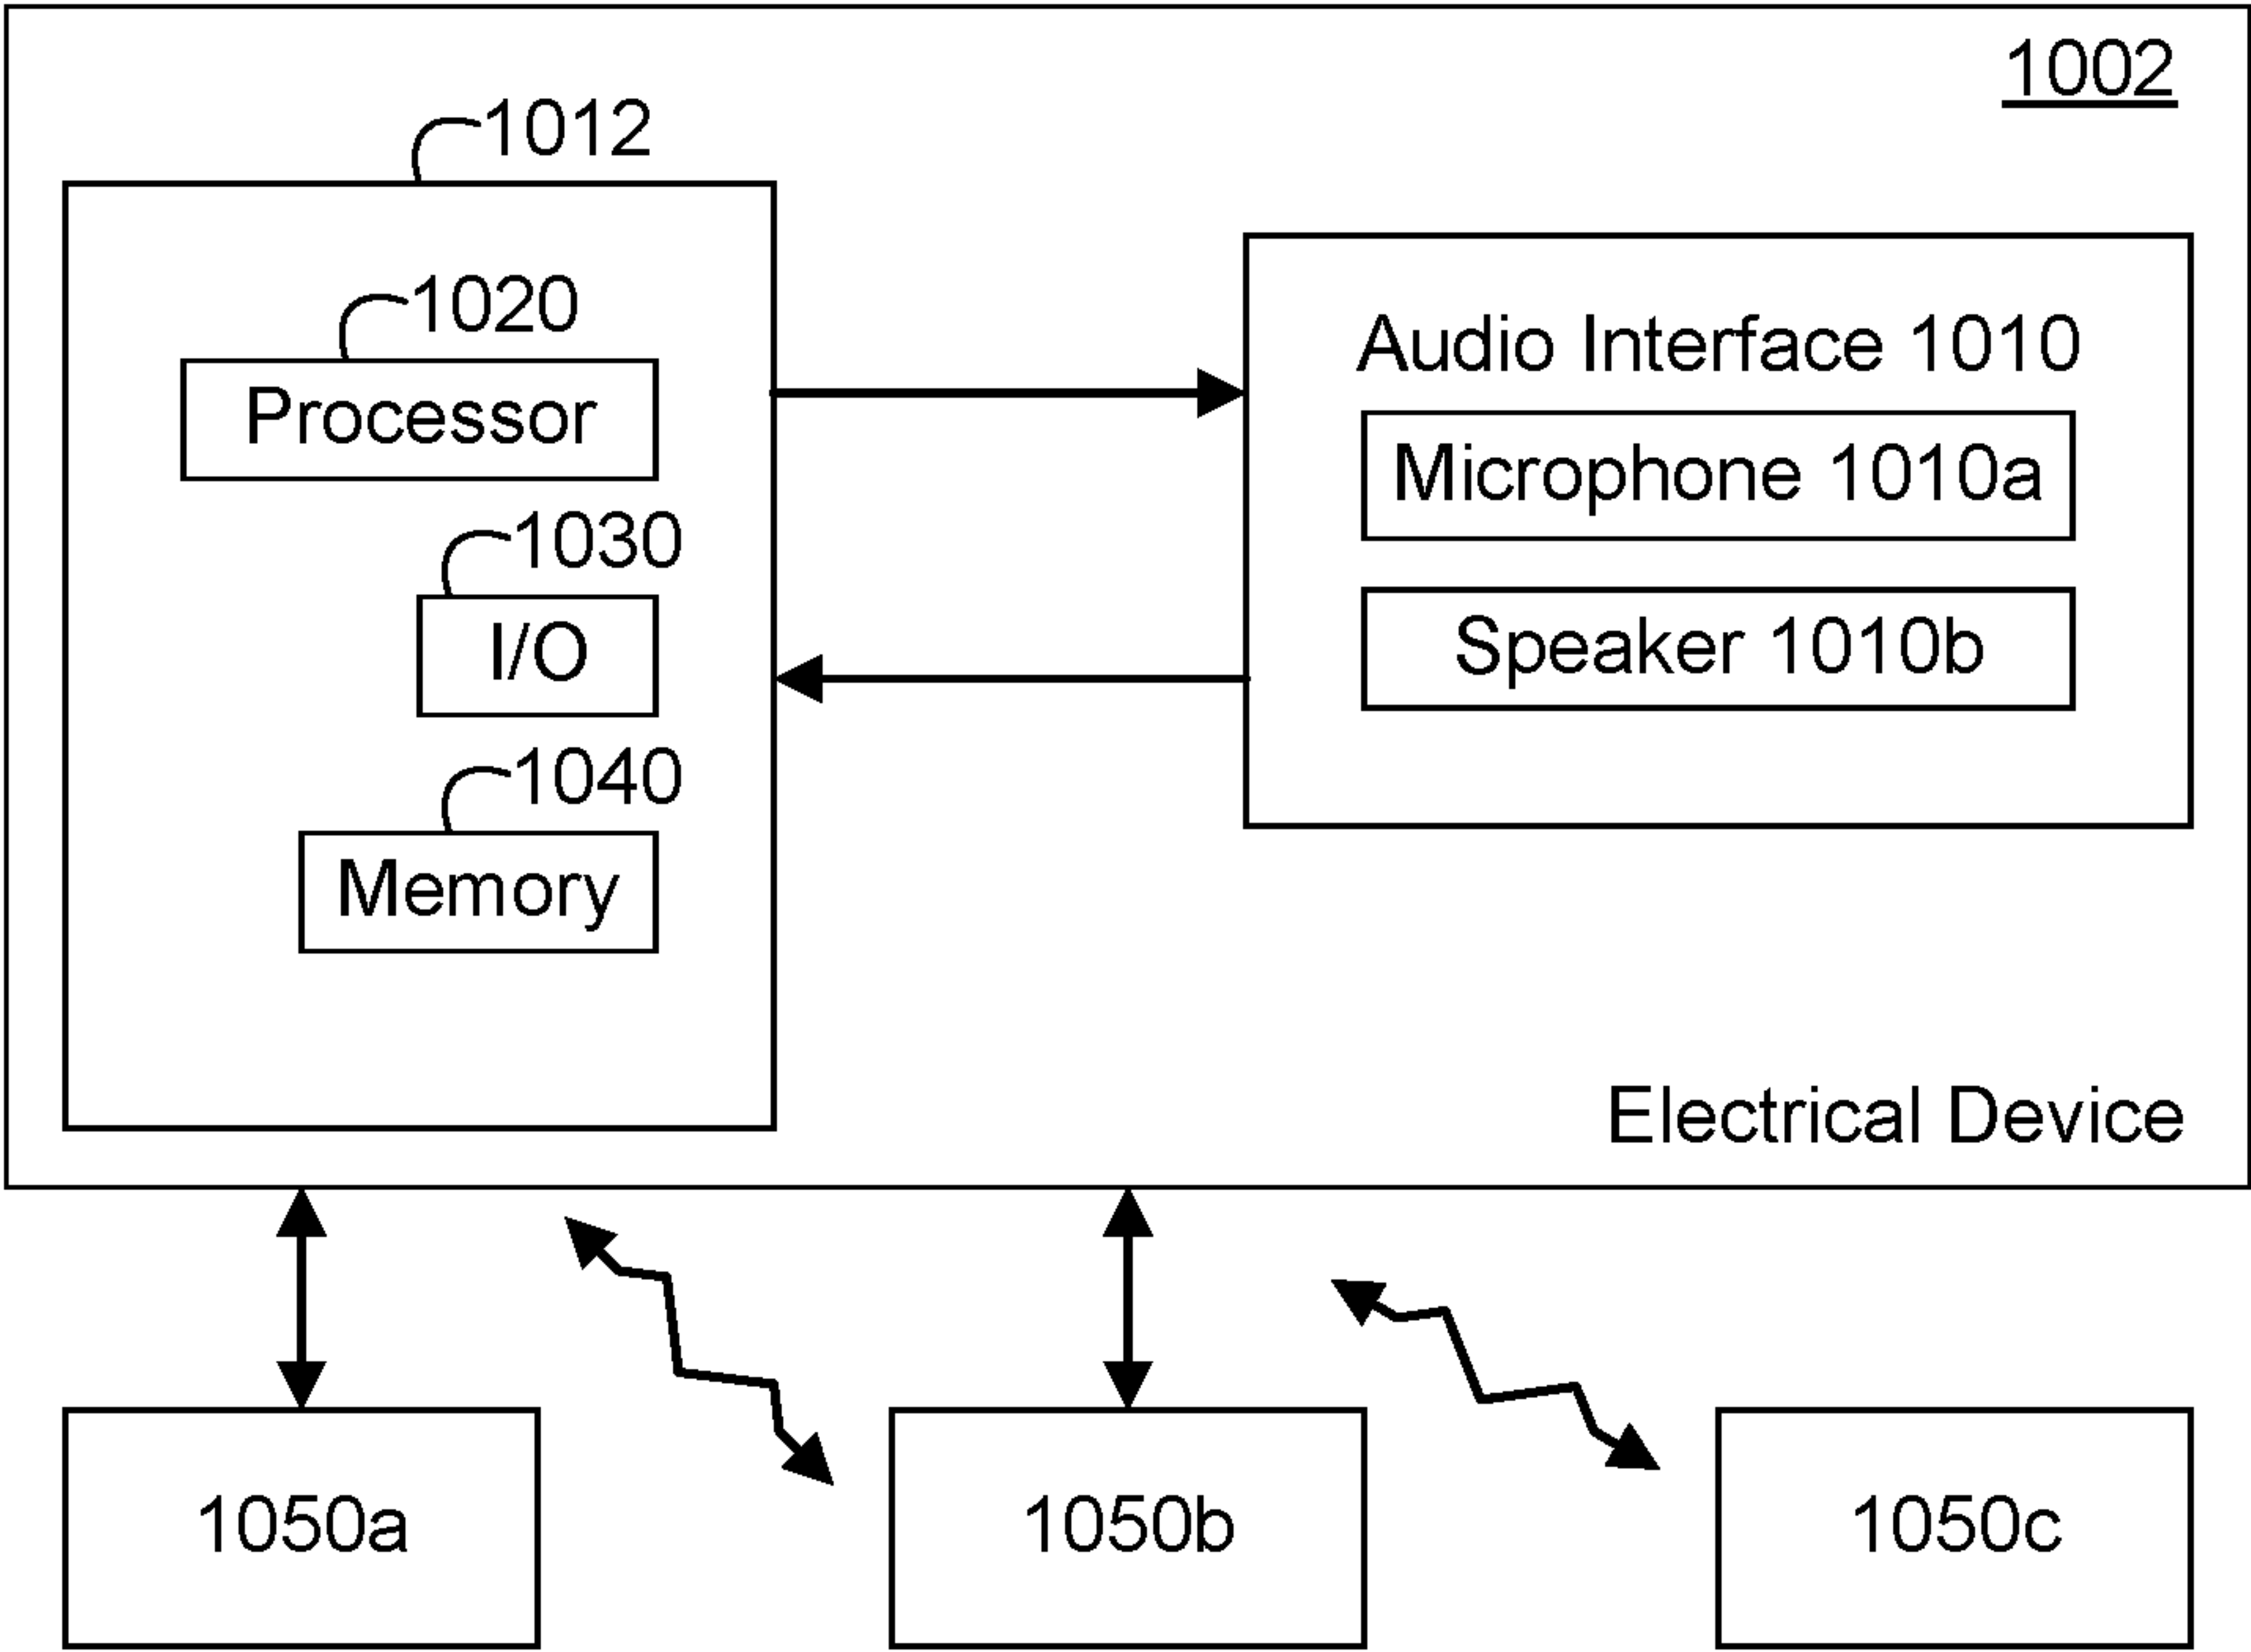 1002
1012
1020
Processor
1030
I/O
1040
Memory
Audio Interface 1010
Microphone 1010a
Speaker 1010b
Electrical Device
1050a
1050b
1050c